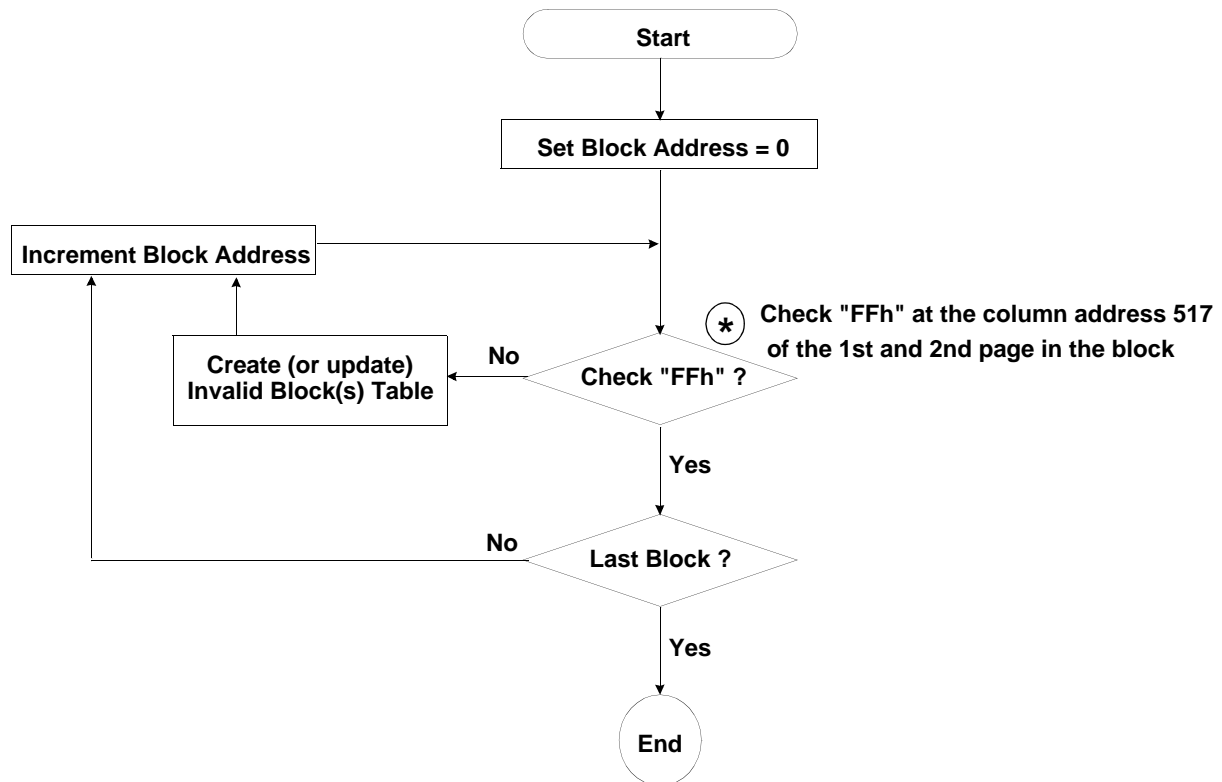 Start
Set Block Address = 0
Increment Block Address
* Check "FFh" at the column address 517
of the 1st and 2nd page in the block
No
Create (or update)
Invalid Block(s) Table
Check "FFh" ?
Yes
No
Last Block ?
Yes
End